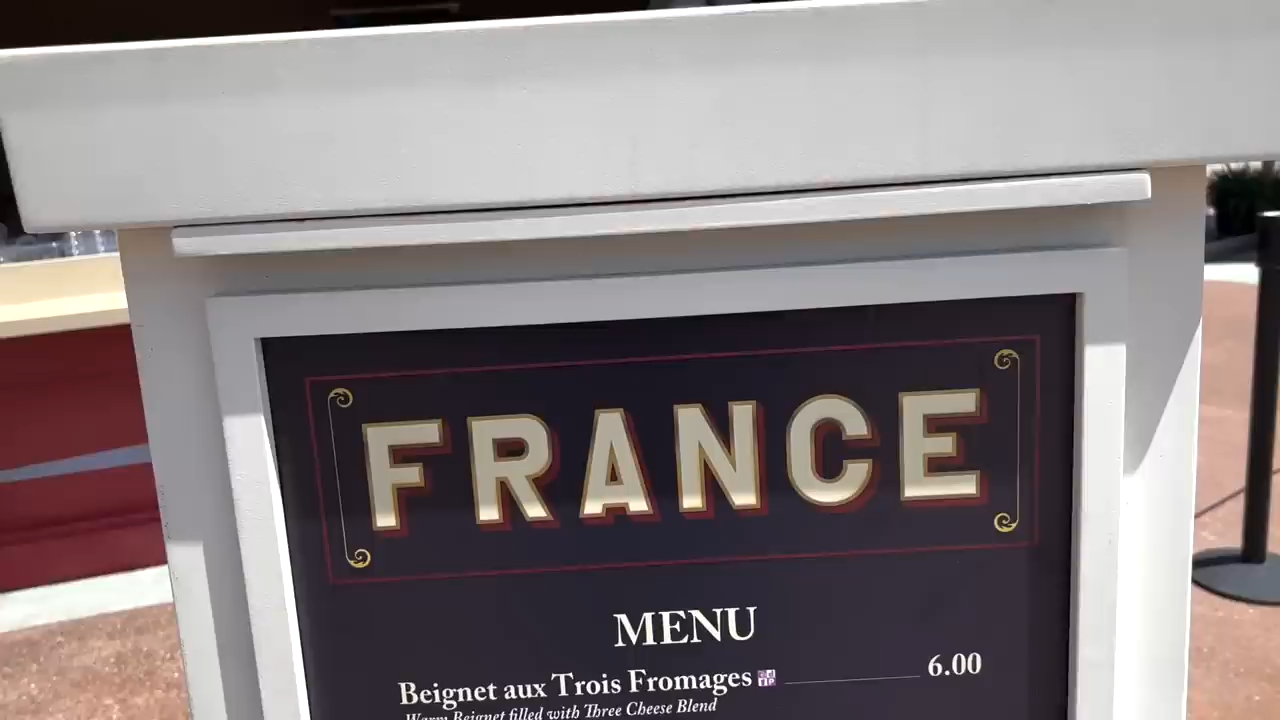 FRANCE
MENU
Beignet aux Trois Fromages 6.00
Warm Beignet filled with Three Cheese Blend